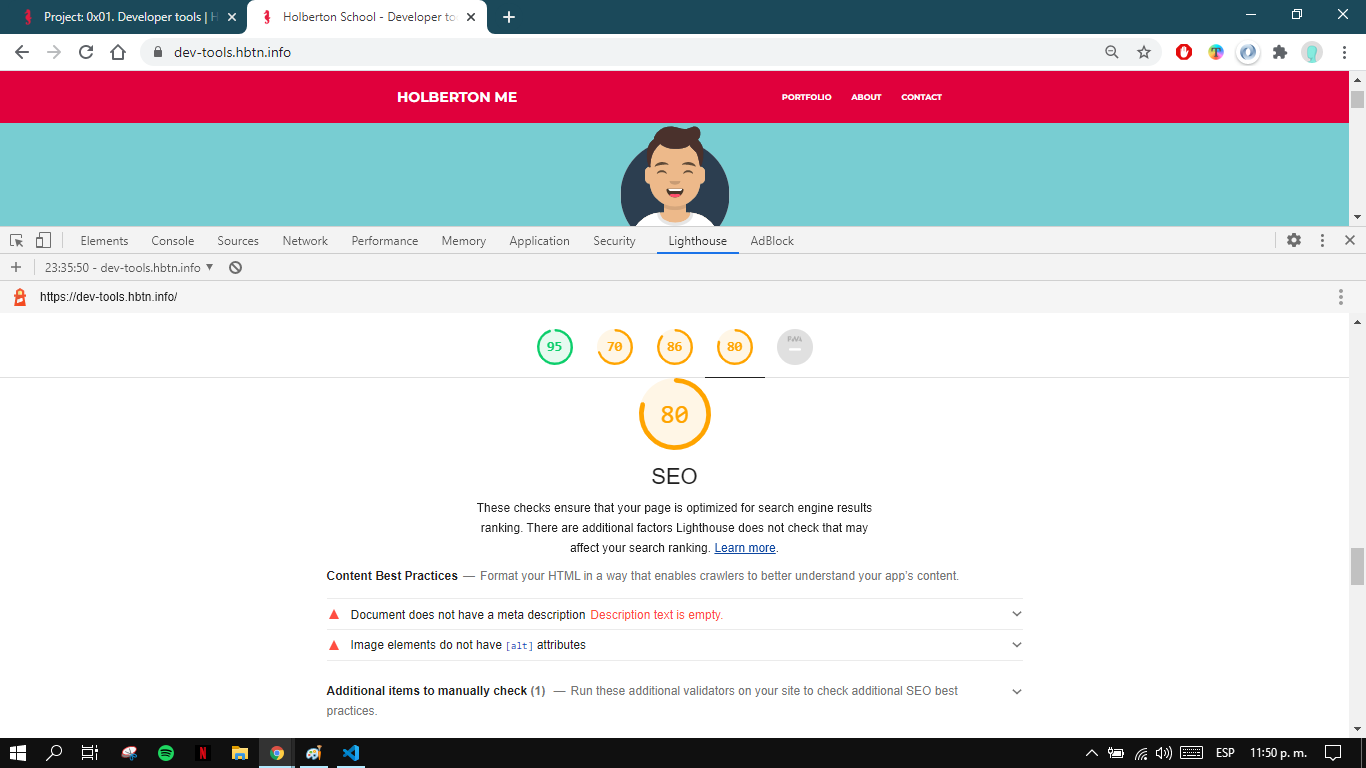 Project: 0x01. Developer tools | H
Holberton School - Developer to
dev-tools.hbtn.info
HOLBERTON ME
PORTFOLIO ABOUT CONTACT
Elements Console Sources Network Performance Memory Application Security Lighthouse AdBlock
23:35:50 - dev-tools.hbtn.info
https://dev-tools.hbtn.info/
95 70 86 80 PWA
80
SEO
These checks ensure that your page is optimized for search engine results
ranking. There are additional factors Lighthouse does not check that may
affect your search ranking. Learn more.
Content Best Practices — Format your HTML in a way that enables crawlers to better understand your app's content.
Document does not have a meta description Description text is empty.
Image elements do not have [alt] attributes
Additional items to manually check (1) — Run these additional validators on your site to check additional SEO best
practices.
ESP 11:50 p. m.